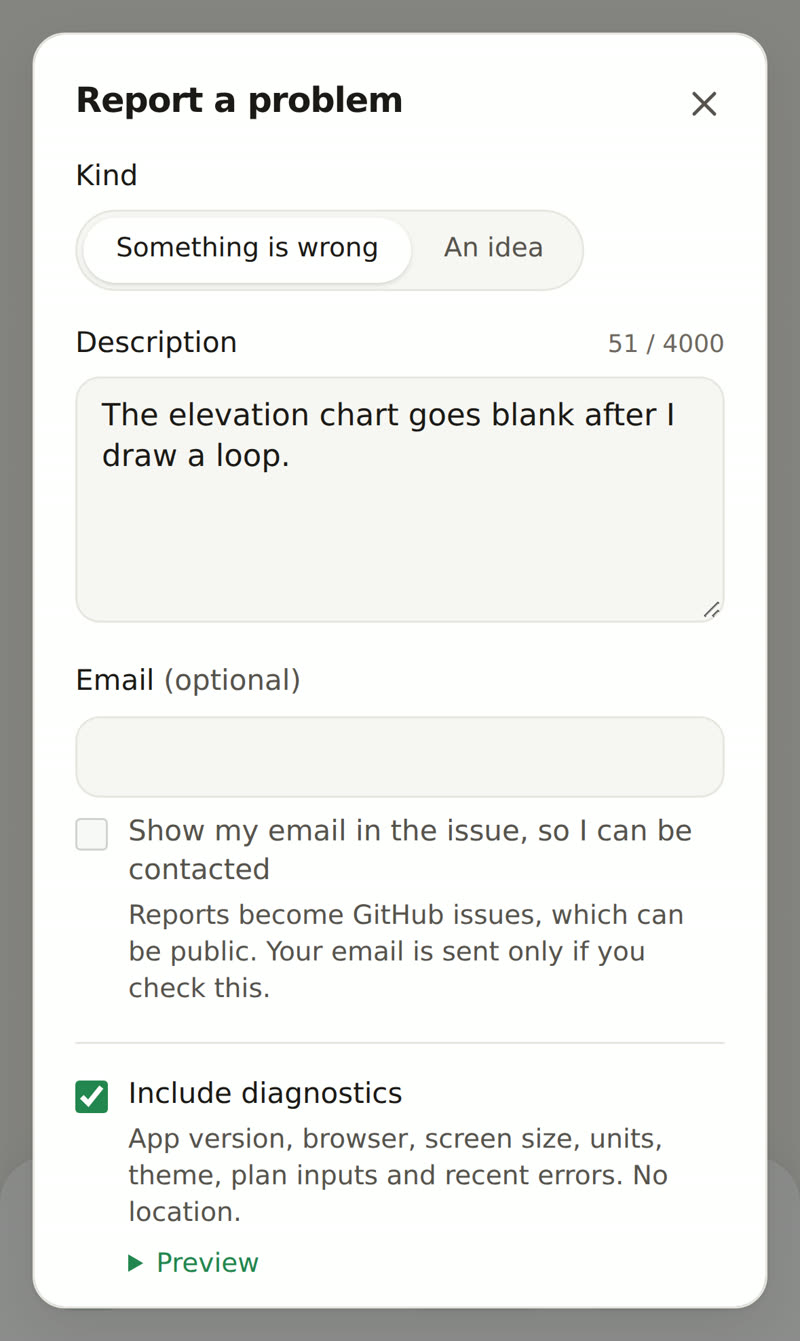 Report a problem
Kind
Something is wrong
An idea
Description
51 / 4000
The elevation chart goes blank after I
draw a loop.
Email (optional)
Show my email in the issue, so I can be
contacted
Reports become GitHub issues, which can
be public. Your email is sent only if you
check this.
Include diagnostics
App version, browser, screen size, units,
theme, plan inputs and recent errors. No
location.
Preview